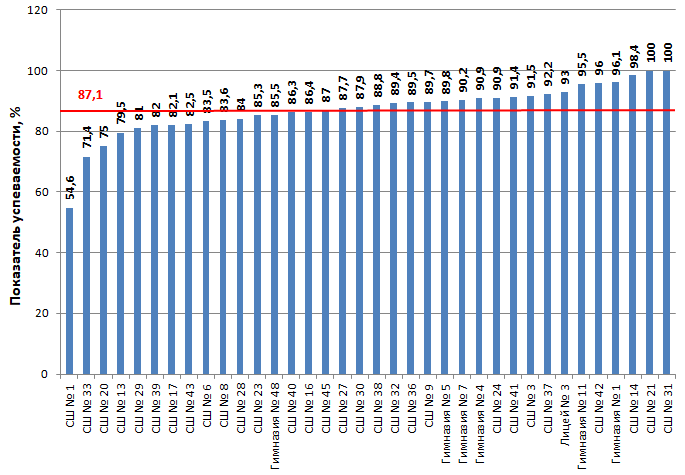 120
100
80
60
40
20
0
Показатель успеваемости, %
87,1
54,6
71,4
75
79,5
81
82
82,1
82,5
83,5
83,6
84
85,3
85,5
86,3
86,4
87
87,7
87,9
88,8
89,4
89,5
89,7
89,8
90,2
90,9
90,9
91,4
91,5
92,2
93
95,5
96
96,1
98,4
100
100
СШ № 1
СШ № 33
СШ № 20
СШ № 13
СШ № 29
СШ № 39
СШ № 17
СШ № 43
СШ № 6
СШ № 8
СШ № 28
СШ № 23
Гимназия № 48
СШ № 40
СШ № 16
СШ № 45
СШ № 27
СШ № 30
СШ № 38
СШ № 32
СШ № 36
СШ № 9
Гимназия № 5
Гимназия № 7
Гимназия № 4
СШ № 24
СШ № 41
СШ № 3
СШ № 37
Лицей № 3
Гимназия № 11
СШ № 42
Гимназия № 1
СШ № 14
СШ № 21
СШ № 31